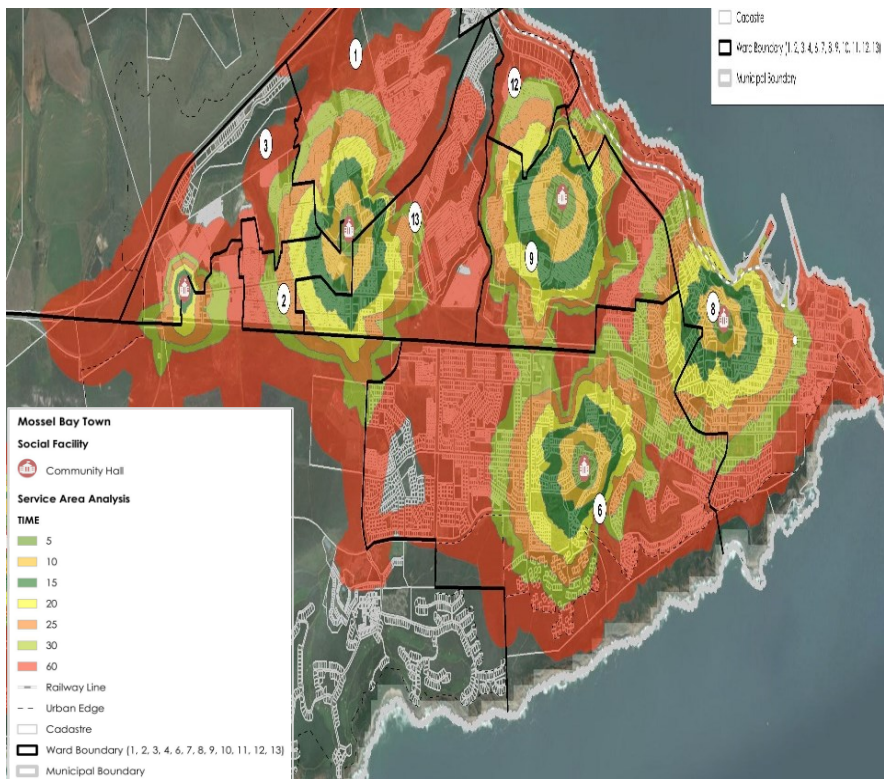 Cadastre
Ward Boundary (1, 2, 3, 4, 6, 7, 8, 9, 10, 11, 12, 13)
Municipal Boundary
1
12
3
13
9
2
8
6
Mossel Bay Town
Social Facility
Community Hall
Service Area Analysis
TIME
5
10
15
20
25
30
60
Railway Line
Urban Edge
Cadastre
Ward Boundary (1, 2, 3, 4, 6, 7, 8, 9, 10, 11, 12, 13)
Municipal Boundary